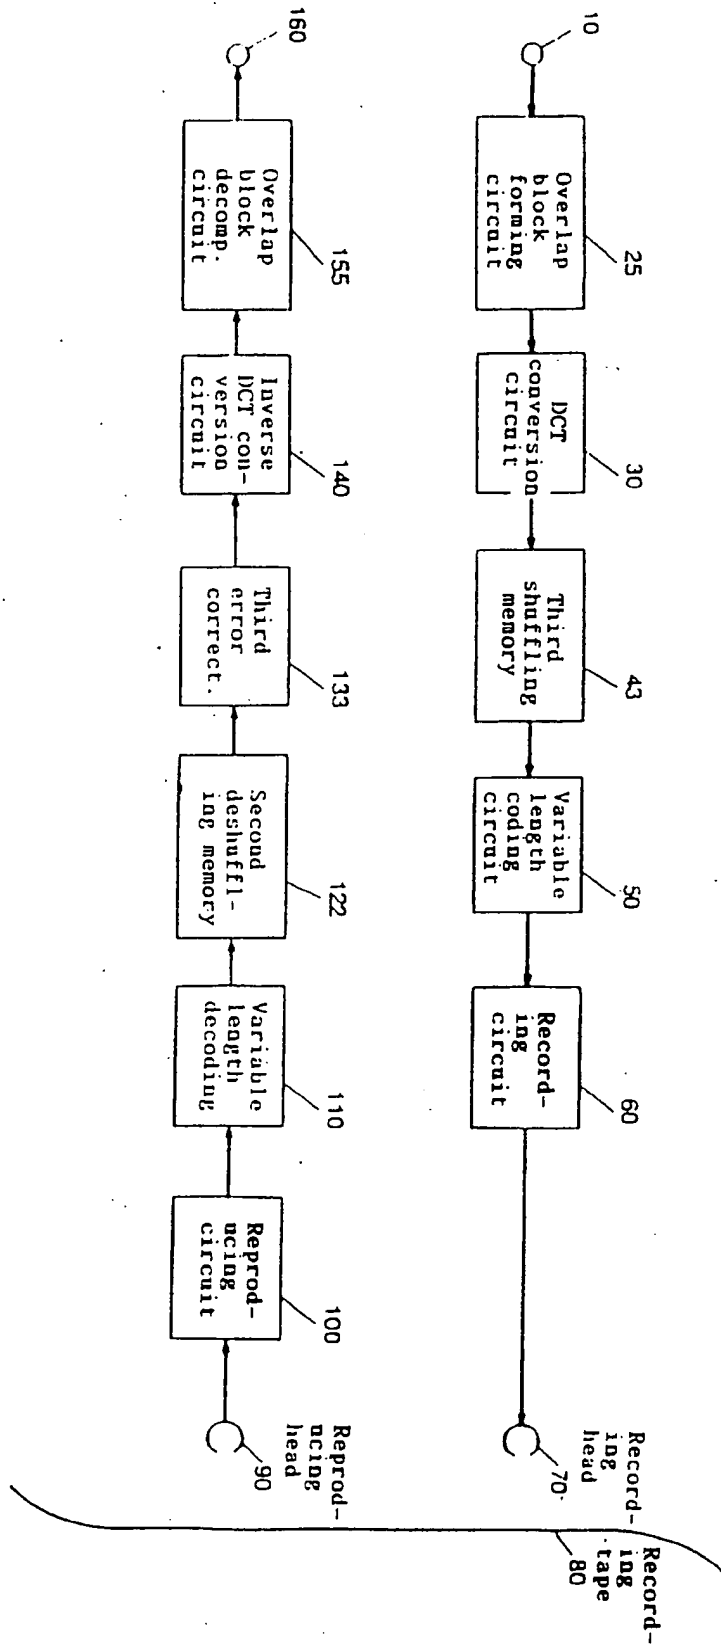 10
25
Overlap
block
forming
circuit
30
DCT
conversion
circuit
43
Third
shuffling
memory
50
Variable
length
coding
circuit
60
Record-
ing
circuit
70
Record-
ing
head
80
Record-
ing
tape
160
155
Overlap
block
decomp.
circuit
140
Inverse
DCT con-
version
circuit
133
Third
error
correct.
122
Second
deshuffl-
ing memory
110
Variable
length
decoding
100
Reprod-
ucing
circuit
90
Reprod-
ucing
head